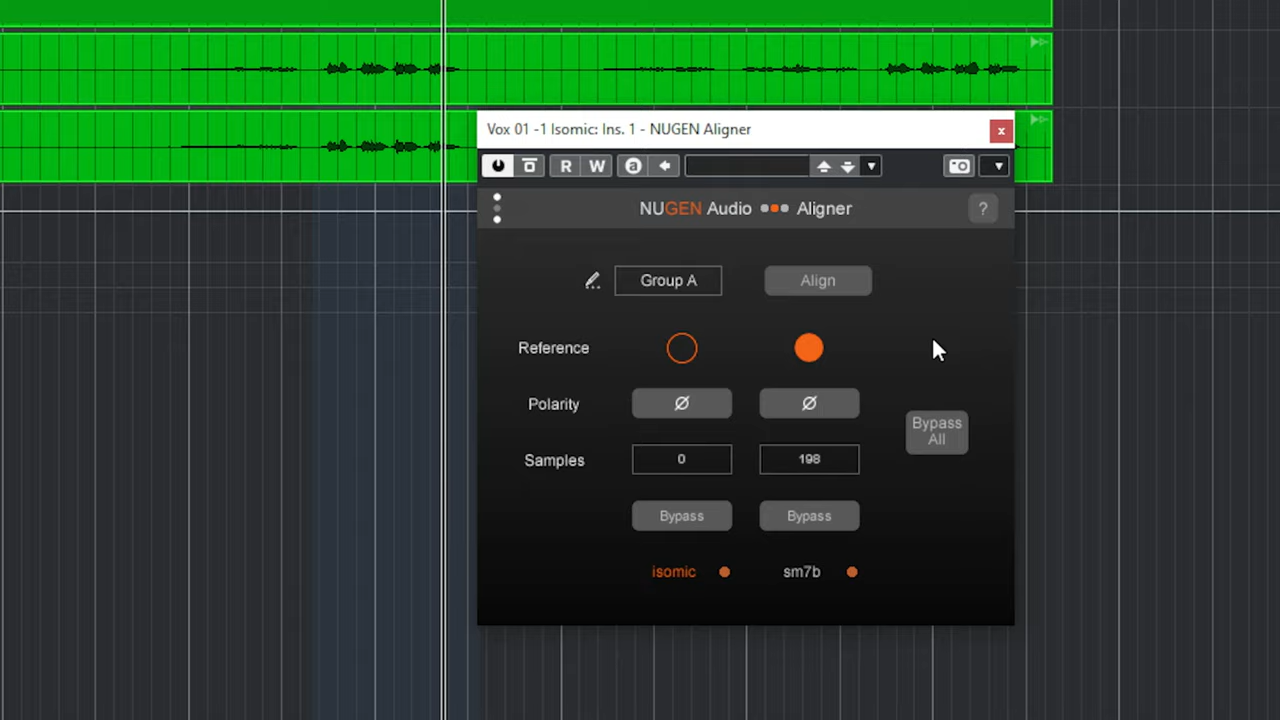 Vox 01 -1 Isomic: Ins. 1 - NUGEN Aligner
x
R W a
NUGEN Audio Aligner ?
Group A Align
Reference
Polarity Ø Ø
Bypass All
Samples 0 198
Bypass Bypass
isomic sm7b